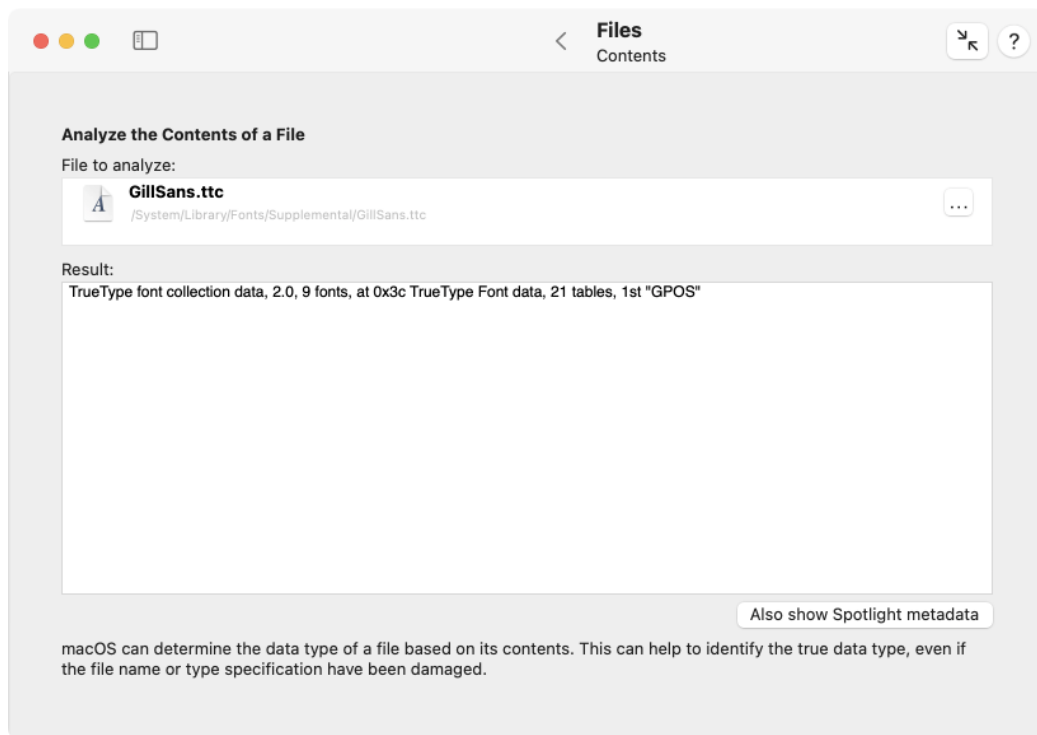 Files
Contents
?
Analyze the Contents of a File
File to analyze:
A
GillSans.ttc
/System/Library/Fonts/Supplemental/GillSans.ttc
...
Result:
TrueType font collection data, 2.0, 9 fonts, at 0x3c TrueType Font data, 21 tables, 1st "GPOS"
Also show Spotlight metadata
macOS can determine the data type of a file based on its contents. This can help to identify the true data type, even if
the file name or type specification have been damaged.